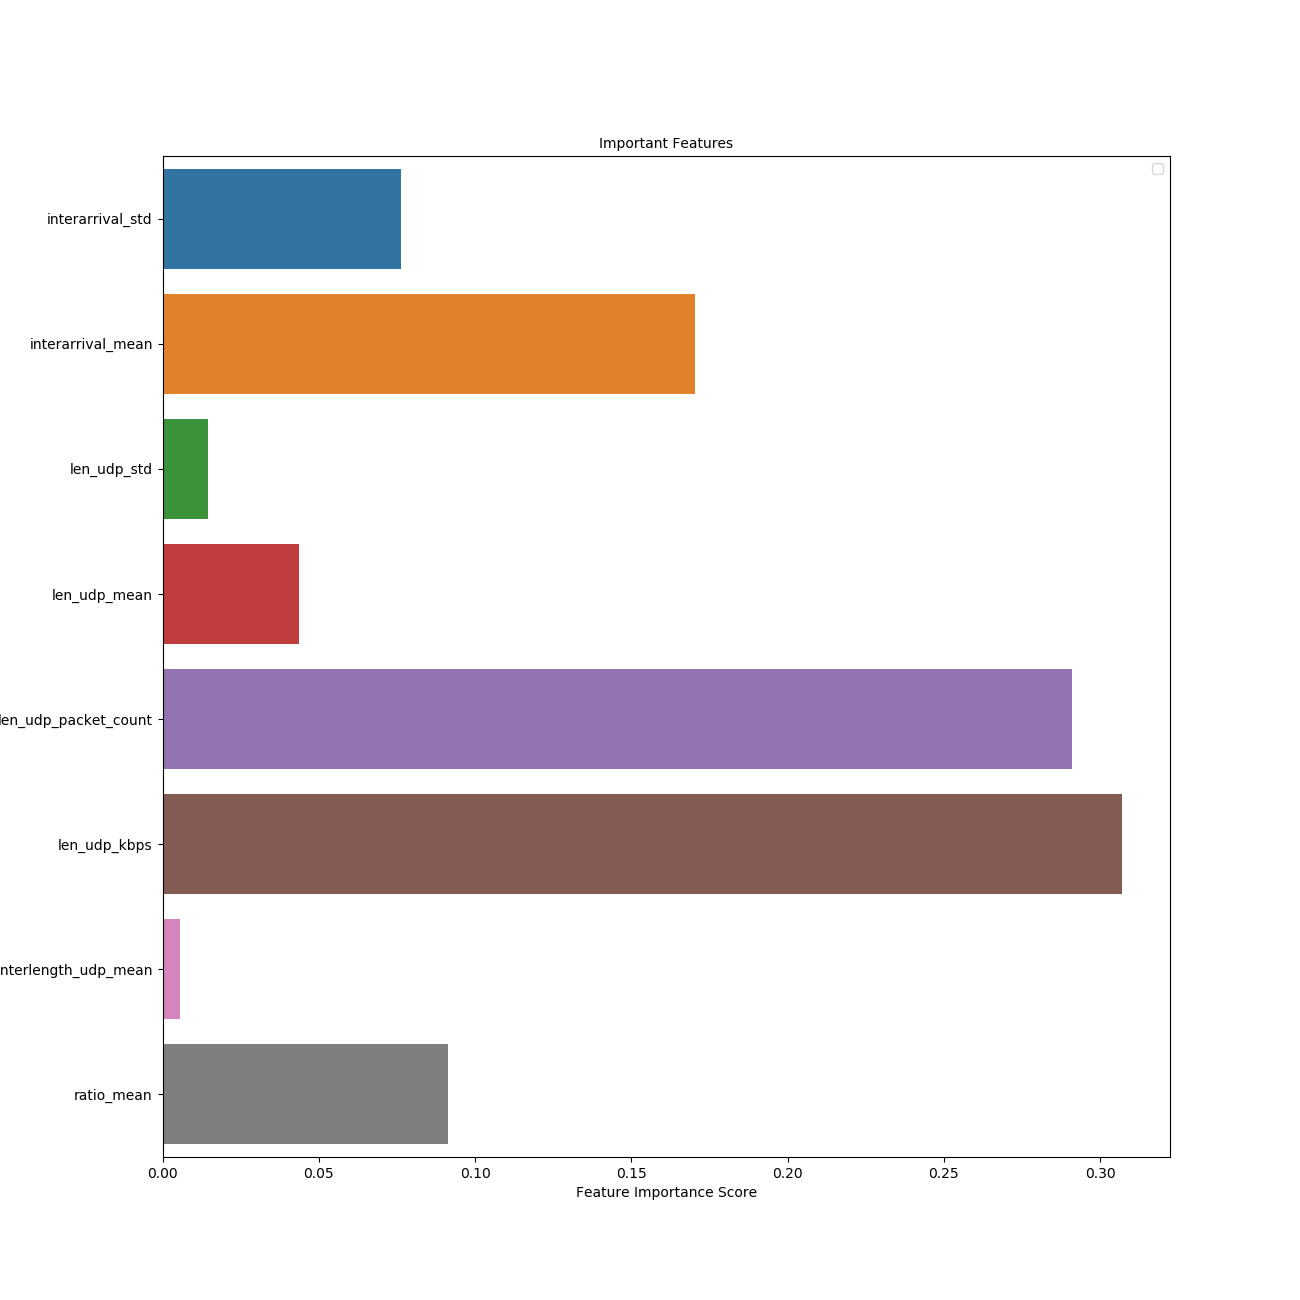 Important Features
interarrival_std
interarrival_mean
len_udp_std
len_udp_mean
len_udp_packet_count
len_udp_kbps
nterlength_udp_mean
ratio_mean
0.00 0.05 0.10 0.15 0.20 0.25 0.30
Feature Importance Score